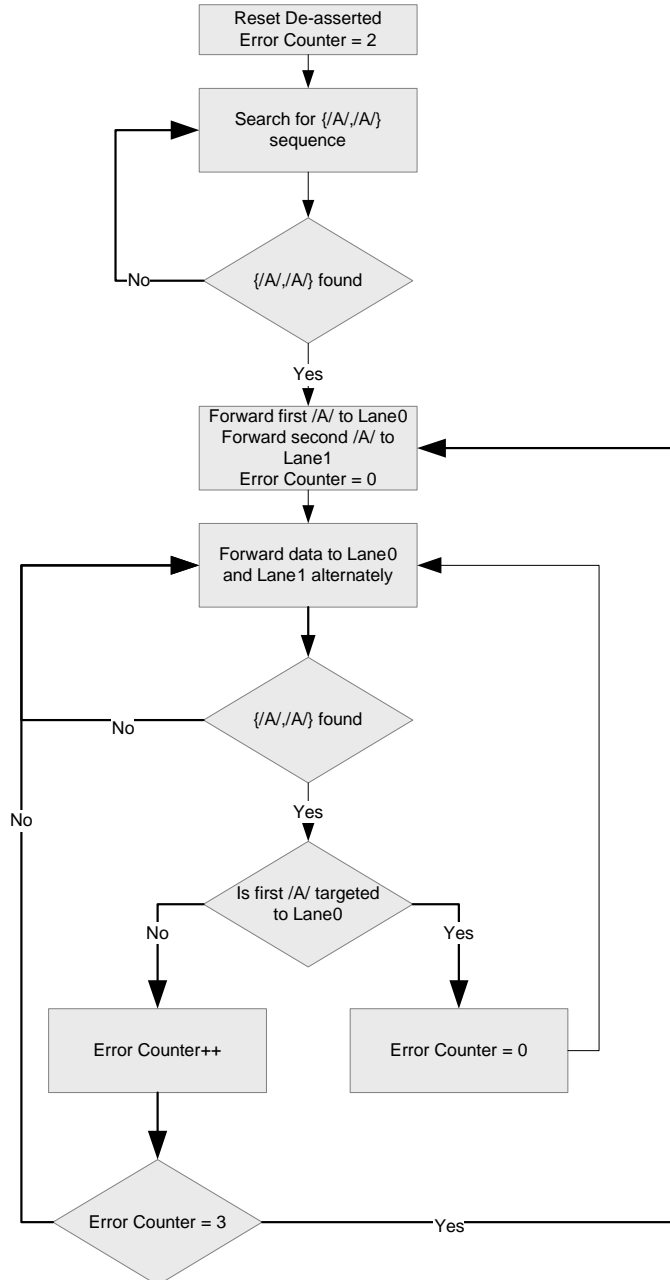 Reset De-asserted
Error Counter = 2
Search for {/A/,/A/}
sequence
{/A/,/A/} found
No
Yes
Forward first /A/ to Lane0
Forward second /A/ to
Lane1
Error Counter = 0
Forward data to Lane0
and Lane1 alternately
{/A/,/A/} found
No
Yes
No
Is first /A/ targeted
to Lane0
No
Yes
Error Counter++
Error Counter = 0
Error Counter = 3
Yes